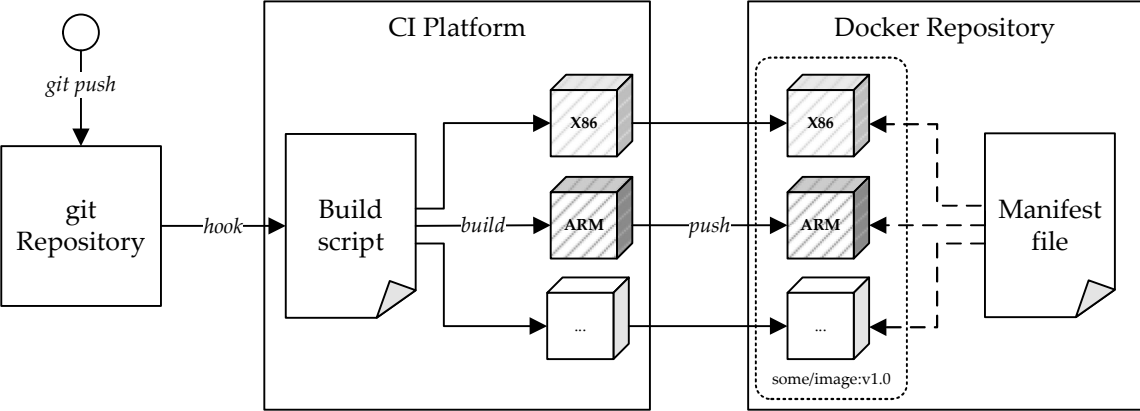 CI Platform
Docker Repository
git push
X86
X86
git
Repository
hook
Build
script
build
ARM
push
ARM
Manifest
file
...
...
some/image:v1.0